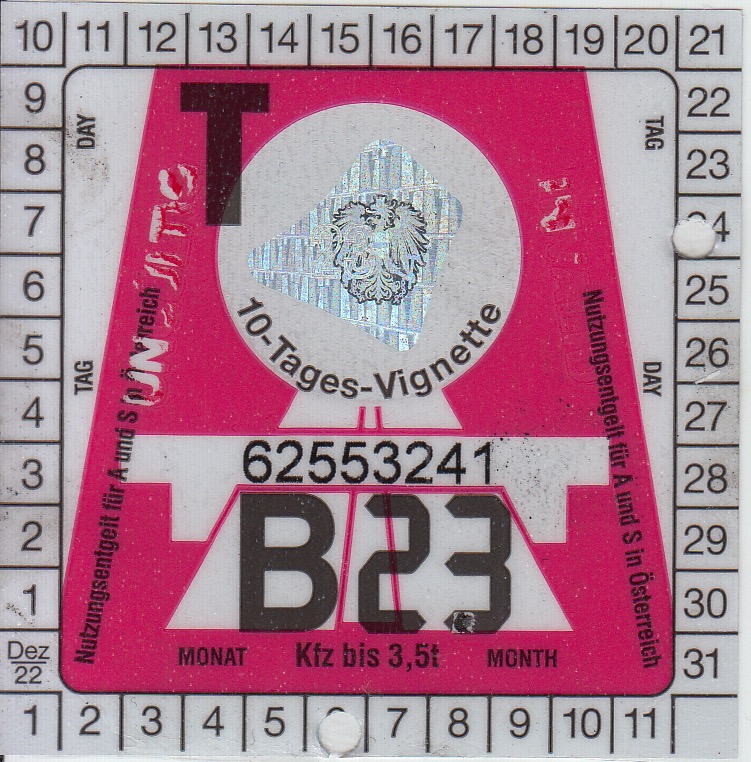 10 11 12 13 14 15 16 17 18 19 20 21
9 22
8 23
7
6 25
5 26
4 27
3 28
2 29
1 30
Dez
22
31
1 2 3 4 5 7 8 9 10 11
DAY
TAG
TAG
DAY
T
10-Tages-Vignette
Nutzungsentgelt für A und S in Österreich
Nutzungsentgelt für A und S in Österreich
62553241
B23
MONAT Kfz bis 3,5t MONTH